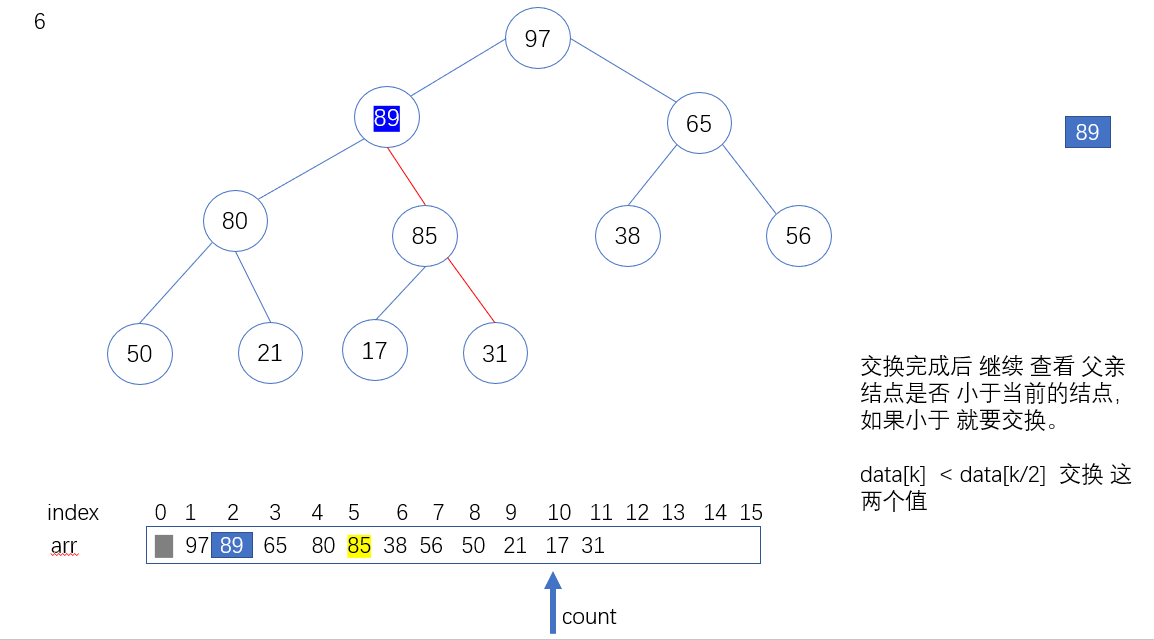 6
97
89
65
89
80
85
38
56
50
21
17
31
交换完成后 继续 查看 父亲
结点是否 小于当前的结点,
如果小于 就要交换。
data[k] < data[k/2] 交换 这
两个值
index 0 1 2 3 4 5 6 7 8 9 10 11 12 13 14 15
arr 97 89 65 80 85 38 56 50 21 17 31
count